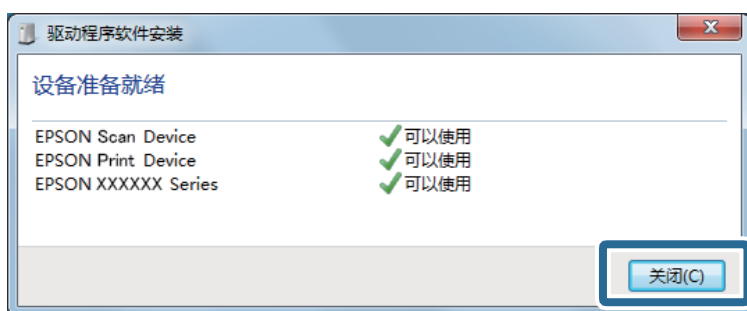 驱动程序软件安装
设备准备就绪
EPSON Scan Device 可以使用
EPSON Print Device 可以使用
EPSON XXXXXX Series 可以使用
关闭(C)